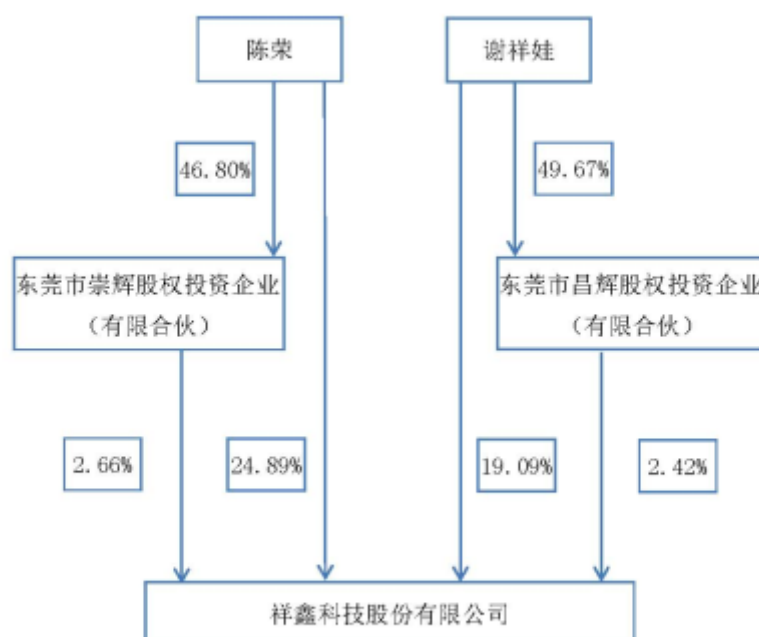 陈荣
谢祥娃
46.80%
49.67%
东莞市崇辉股权投资企业
（有限合伙）
东莞市昌辉股权投资企业
（有限合伙）
2.66%
24.89%
19.09%
2.42%
祥鑫科技股份有限公司